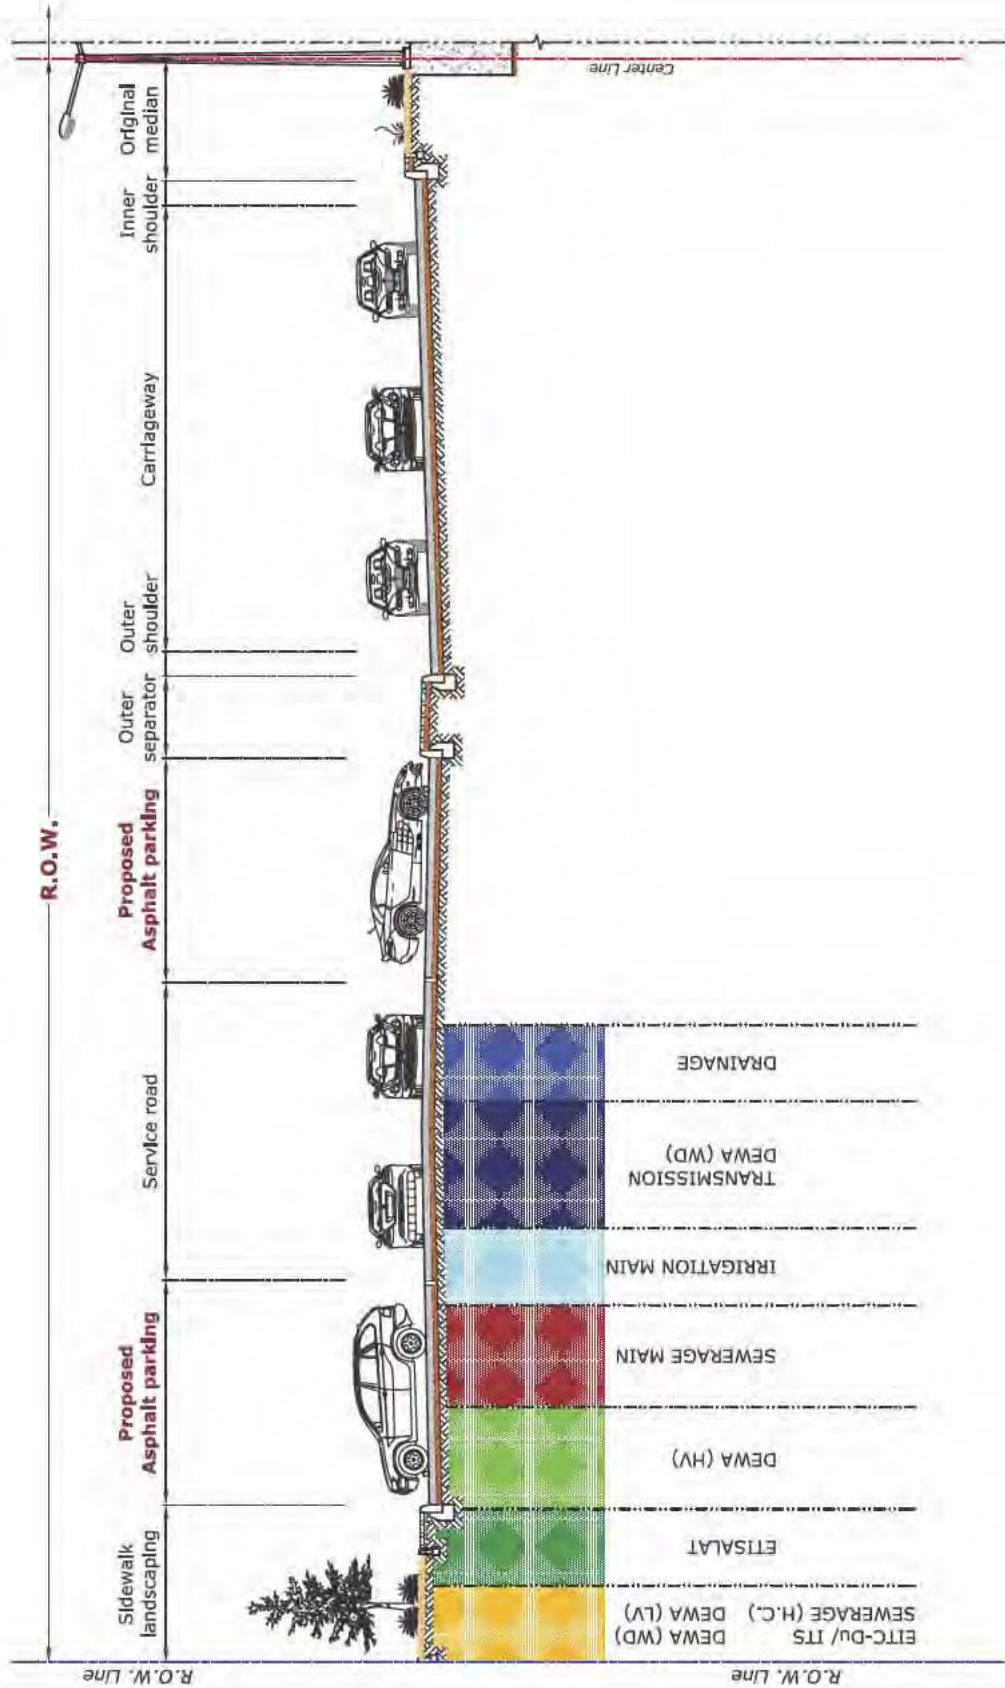 R.O.W.
Sidewalk
landscaping
Proposed
Asphalt parking
Service road
Proposed
Asphalt parking
Outer
separator
Outer
shoulder
Carriageway
Inner
shoulder
Original
median
R.O.W. Line
Center Line
R.O.W. Line
EITC-Du/ ITS
SEWERAGE (H.C.)
DEWA (WD)
DEWA (LV)
ETISALAT
DEWA (HV)
SEWERAGE MAIN
IRRIGATION MAIN
TRANSMISSION
DEWA (WD)
DRAINAGE